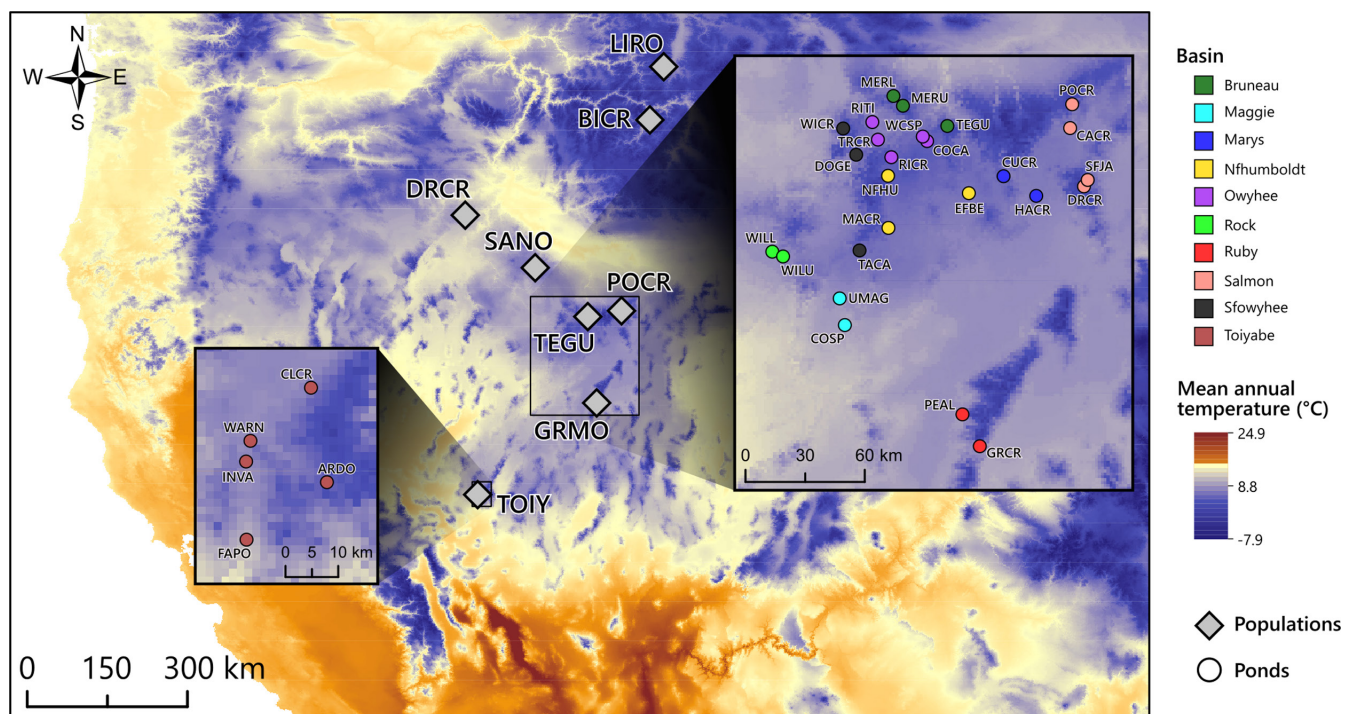 N
W E
S
LIRO
BICR
DRCR
SANO
POCR
TEGU
GRMO
TOIY
CLCR
WARN
INVA
ARDO
FAPO
0 5 10 km
MERL
MERU
RITI
WCSP
TEGU
WICR
TRCR
COCA
DOGE
RICR
NFHU
POCR
CACR
CUCR
SFJA
EFBE
HACR
DRCR
MACR
WILL
WILU
TACA
UMAG
COSP
PEAL
GRCR
0 60 km
0 150 300 km
Basin
Bruneau
Maggie
Marys
Nfhumboldt
Owyhee
Rock
Ruby
Salmon
Sfowyhee
Toiyabe
Mean annual
temperature (°C)
24.9
8.8
-7.9
Populations
Ponds